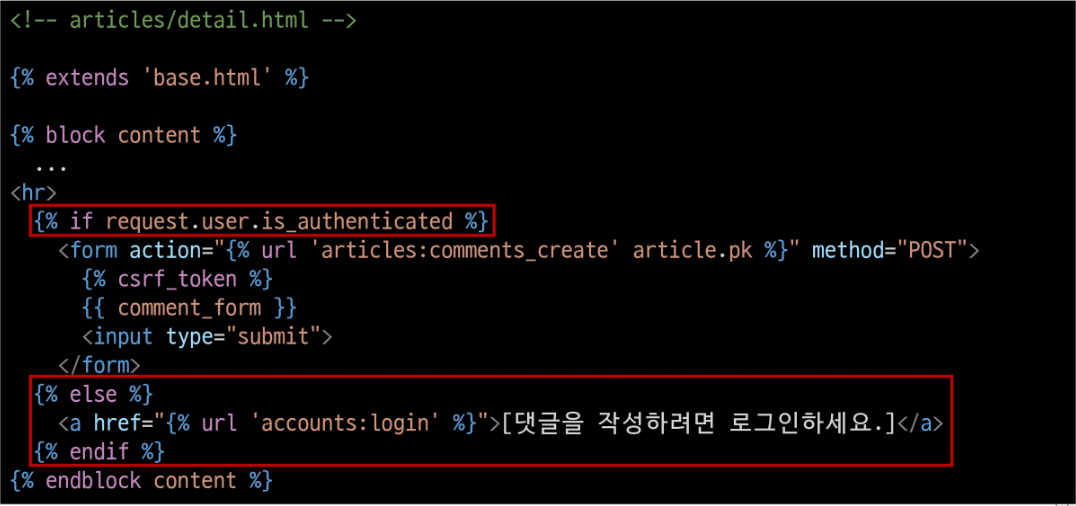 <!-- articles/detail.html -->
{% extends 'base.html' %}
{% block content %}
...
<hr>
{% if request.user.is_authenticated %}
<form action="{% url 'articles:comments_create' article.pk %}" method="POST">
{% csrf_token %}
{{ comment_form }}
<input type="submit">
</form>
{% else %}
<a href="{% url 'accounts:login' %}">[댓글을 작성하려면 로그인하세요.]</a>
{% endif %}
{% endblock content %}